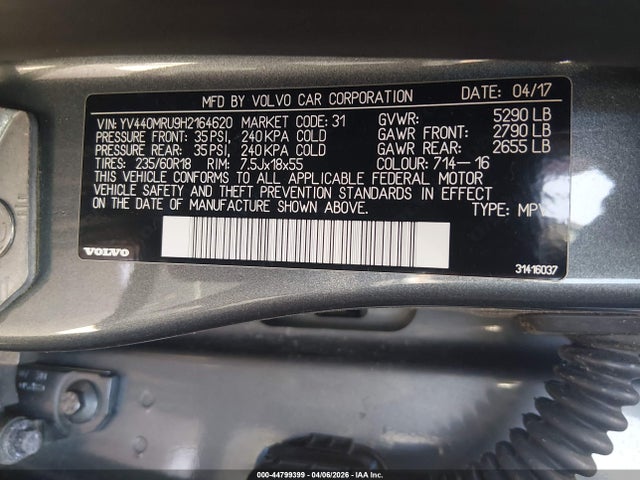 MFD BY VOLVO CAR CORPORATION DATE: 04/17
VIN: YV440MRU9H2164620 MARKET CODE: 31 GVWR: 5290 LB
PRESSURE FRONT: 35 PSI, 240 KPA COLD GAWR FRONT: 2790 LB
PRESSURE REAR: 35 PSI, 240 KPA COLD GAWR REAR: 2655 LB
TIRES: 235/60R18 RIM: 7.5Jx18x55 COLOUR: 714-16
THIS VEHICLE CONFORMS TO ALL APPLICABLE FEDERAL MOTOR
VEHICLE SAFETY AND THEFT PREVENTION STANDARDS IN EFFECT
ON THE DATE OF MANUFACTURE SHOWN ABOVE. TYPE: MPV
VOLVO
31416037
000-44799399 - 04/06/2026 - IAA Inc.